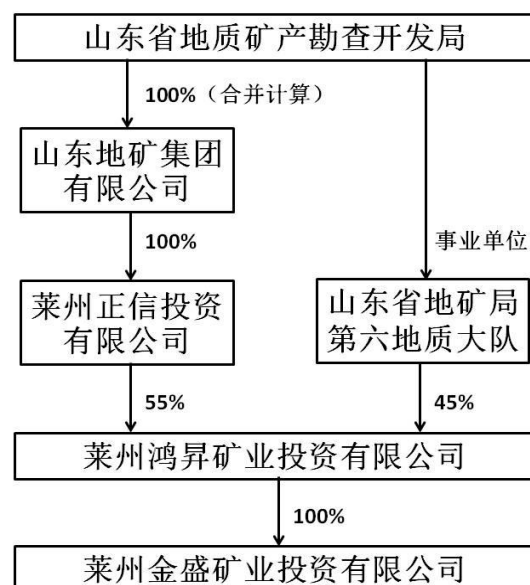 山东省地质矿产勘查开发局
100%（合并计算）
山东地矿集团
有限公司
100%
事业单位
莱州正信投资
有限公司
山东省地矿局
第六地质大队
55%
45%
莱州鸿昇矿业投资有限公司
100%
莱州金盛矿业投资有限公司